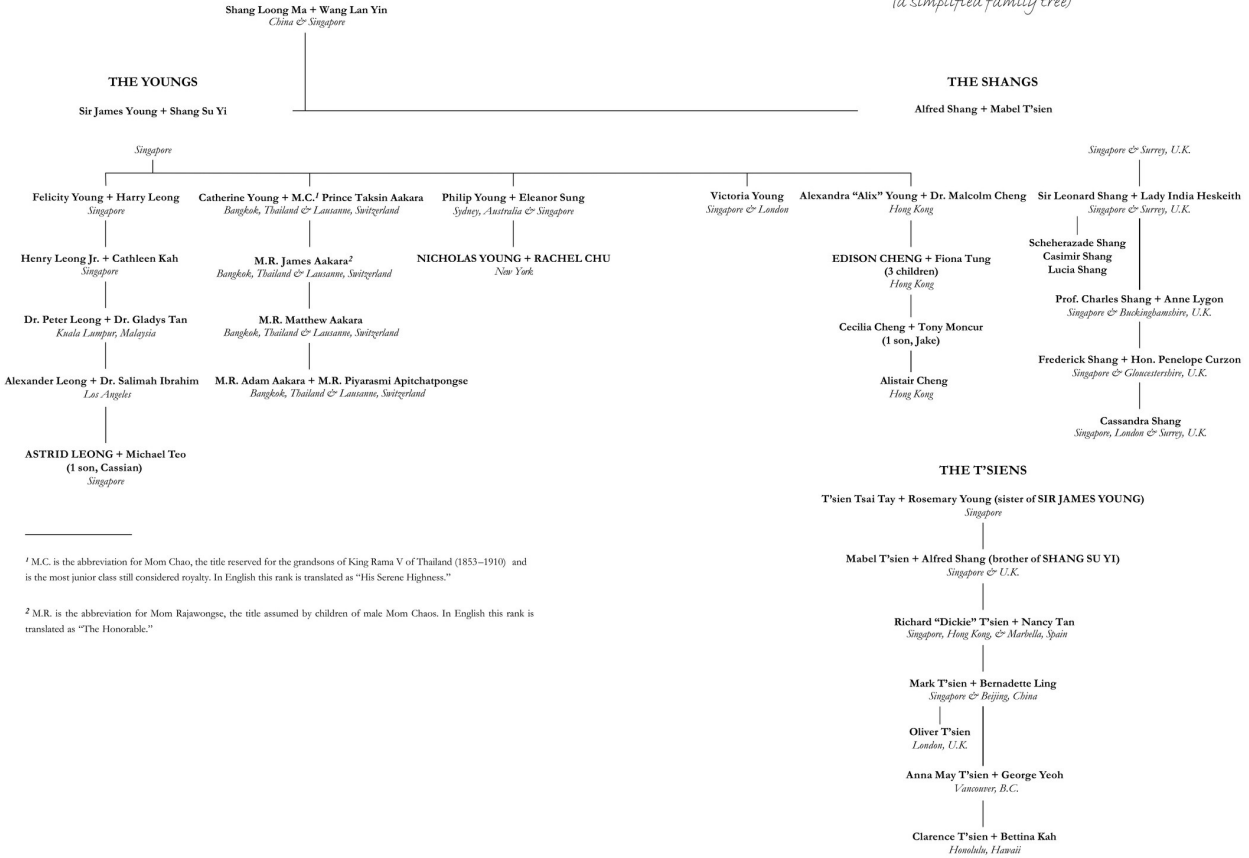 (a simplified family tree)
Shang Loong Ma + Wang Lan Yin
China & Singapore
THE YOUNGS
Sir James Young + Shang Su Yi
Singapore
Felicity Young + Harry Leong
Singapore
Henry Leong Jr. + Cathleen Kah
Singapore
Dr. Peter Leong + Dr. Gladys Tan
Kuala Lumpur, Malaysia
Alexander Leong + Dr. Salimah Ibrahim
Los Angeles
ASTRID LEONG + Michael Teo
(1 son, Cassian)
Singapore
Catherine Young + M.C.¹ Prince Taksin Aakara
Bangkok, Thailand & Lausanne, Switzerland
M.R. James Aakara²
Bangkok, Thailand & Lausanne, Switzerland
M.R. Matthew Aakara
Bangkok, Thailand & Lausanne, Switzerland
M.R. Adam Aakara + M.R. Piyarasmi Apitchatpongse
Bangkok, Thailand & Lausanne, Switzerland
Philip Young + Eleanor Sung
Sydney, Australia & Singapore
NICHOLAS YOUNG + RACHEL CHU
New York
Victoria Young
Singapore & London
Alexandra “Alix” Young + Dr. Malcolm Cheng
Hong Kong
EDISON CHENG + Fiona Tung
(3 children)
Hong Kong
Cecilia Cheng + Tony Moncur
(1 son, Jake)
Alistair Cheng
Hong Kong
THE SHANGS
Alfred Shang + Mabel T’sien
Singapore & Surrey, U.K.
Sir Leonard Shang + Lady India Heskeith
Singapore & Surrey, U.K.
Scheherazade Shang
Casimir Shang
Lucia Shang
Prof. Charles Shang + Anne Lygon
Singapore & Buckinghamshire, U.K.
Frederick Shang + Hon. Penelope Curzon
Singapore & Gloucestershire, U.K.
Cassandra Shang
Singapore, London & Surrey, U.K.
THE T’SIENS
T’sien Tsai Tay + Rosemary Young (sister of SIR JAMES YOUNG)
Singapore
Mabel T’sien + Alfred Shang (brother of SHANG SU YI)
Singapore & U.K.
Richard “Dickie” T’sien + Nancy Tan
Singapore, Hong Kong, & Marbella, Spain
Mark T’sien + Bernadette Ling
Singapore & Beijing, China
Oliver T’sien
London, U.K.
Anna May T’sien + George Yeoh
Vancouver, B.C.
Clarence T’sien + Bettina Kah
Honolulu, Hawaii
¹ M.C. is the abbreviation for Mom Chao, the title reserved for the grandsons of King Rama V of Thailand (1853–1910) and
is the most junior class still considered royalty. In English this rank is translated as “His Serene Highness.”
² M.R. is the abbreviation for Mom Rajawongse, the title assumed by children of male Mom Chaos. In English this rank is
translated as “The Honorable.”